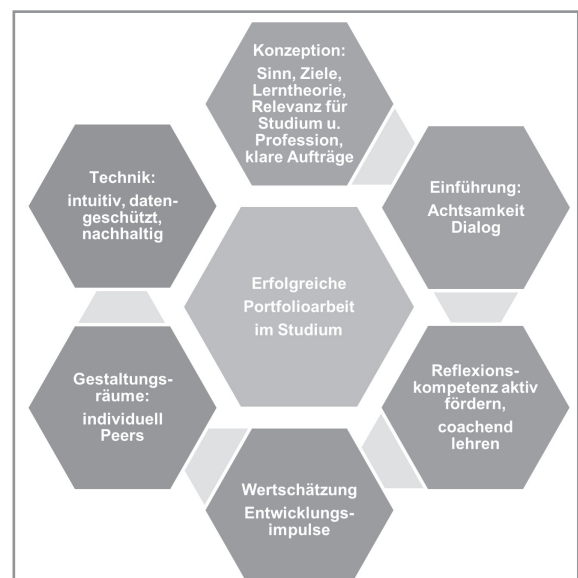 Konzeption:
Sinn, Ziele,
Lerntheorie,
Relevanz für
Studium u.
Profession,
klare Aufträge
Einführung:
Achtsamkeit
Dialog
Reflexions-
kompetenz aktiv
fördern,
coachend
lehren
Wertschätzung
Entwicklungs-
impulse
Gestaltungs-
räume:
individuell
Peers
Technik:
intuitiv, daten-
geschützt,
nachhaltig
Erfolgreiche
Portfolioarbeit
im Studium